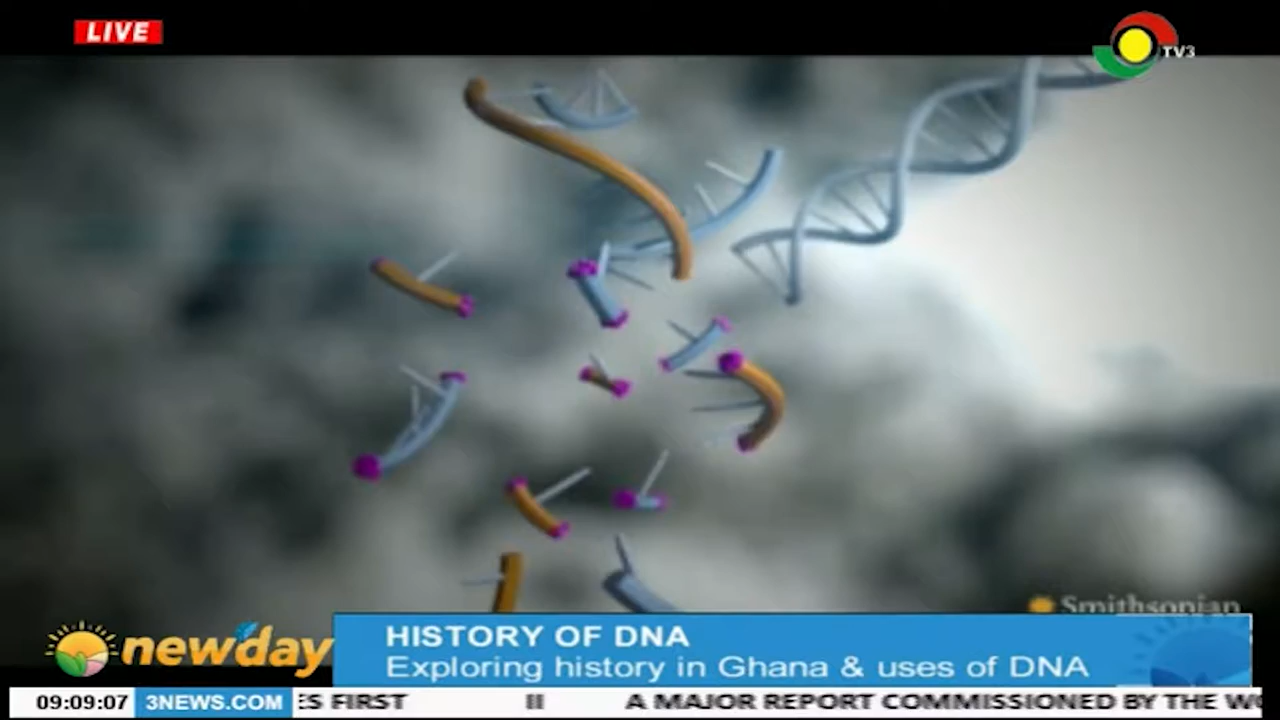 LIVE
TV3
Smithsonian
newday
HISTORY OF DNA
Exploring history in Ghana & uses of DNA
09:09:07
3NEWS.COM
FIRST
II
A MAJOR REPORT COMMISSIONED BY THE